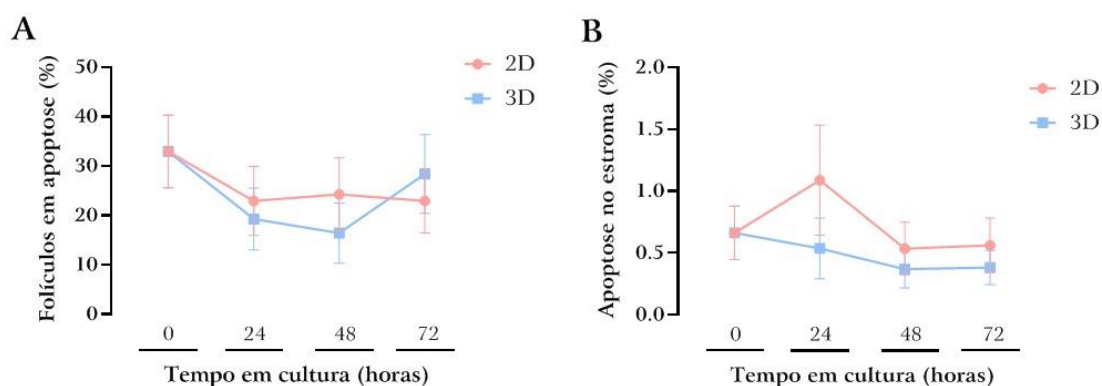 A
Folículos em apoptose (%)
50
40
30
20
10
0
2D
3D
0 24 48 72
Tempo em cultura (horas)
B
Apoptose no estroma (%)
2.0
1.5
1.0
0.5
0.0
2D
3D
0 24 48 72
Tempo em cultura (horas)